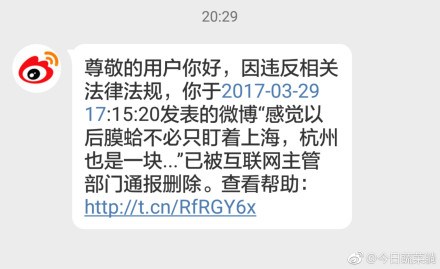 20:29
尊敬的用户你好，因违反相关
法律法规，你于2017-03-29
17:15:20发表的微博“感觉以
后膜蛤不必只盯着上海，杭州
也是一块...”已被互联网主管
部门通报删除。查看帮助：
http://t.cn/RfRGY6x